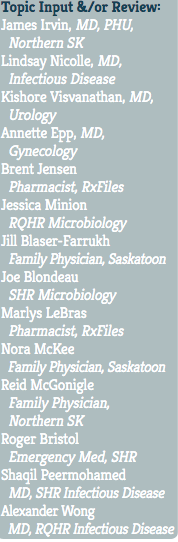 Topic Input &/or Review:
James Irvin, MD, PHU,
Northern SK
Lindsay Nicolle, MD,
Infectious Disease
Kishore Visvanathan, MD,
Urology
Annette Epp, MD,
Gynecology
Brent Jensen
Pharmacist, RxFiles
Jessica Minion
RQHR Microbiology
Jill Blaser-Farrukh
Family Physician, Saskatoon
Joe Blondeau
SHR Microbiology
Marlys LeBras
Pharmacist, RxFiles
Nora McKee
Family Physician, Saskatoon
Reid McGonigle
Family Physician,
Northern SK
Roger Bristol
Emergency Med, SHR
Shaqil Peermohamed
MD, SHR Infectious Disease
Alexander Wong
MD, RQHR Infectious Disease